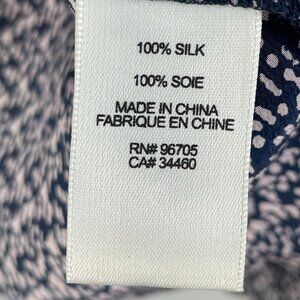 100% SILK
100% SOIE
MADE IN CHINA
FABRIQUE EN CHINE
RN# 96705
CA# 34460